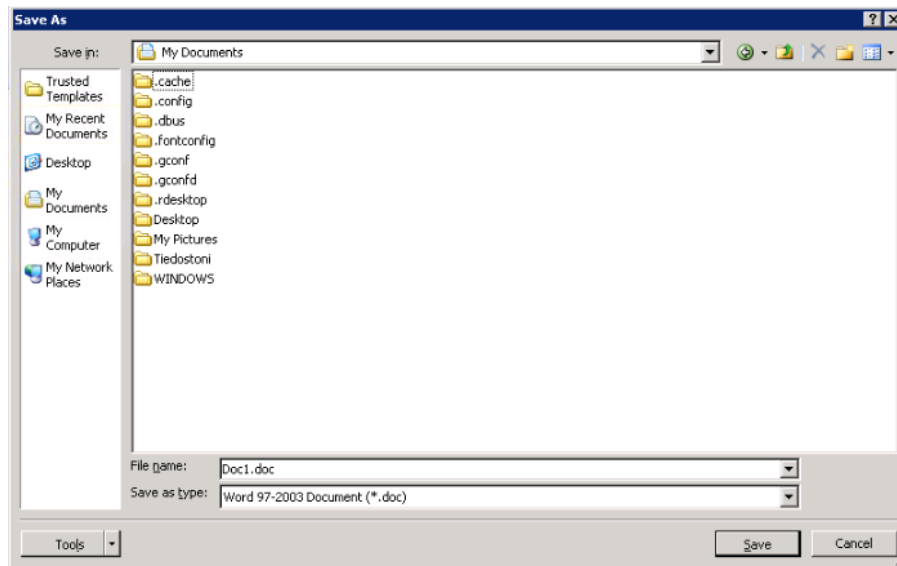 Save As
Save in:
My Documents
Trusted
Templates
My Recent
Documents
Desktop
My
Documents
My
Computer
My Network
Places
.cache
.config
.dbus
.fontconfig
.gconf
.gconfd
.rdesktop
Desktop
My Pictures
Tiedostoni
WINDOWS
File name:
Doc1.doc
Save as type:
Word 97-2003 Document (*.doc)
Tools
Save
Cancel